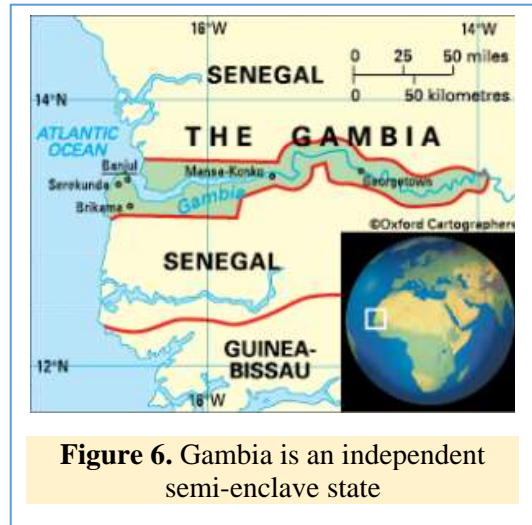 16°W
14°W
0 25 50 miles
0 50 kilometres
SENEGAL
14°N
ATLANTIC
OCEAN
THE GAMBIA
Banjul
Serekunda
Mansa-Konko
Georgetown
Gambia
Brikama
©Oxford Cartographers
SENEGAL
GUINEA-
BISSAU
12°N
16°W
Figure 6. Gambia is an independent
semi-enclave state